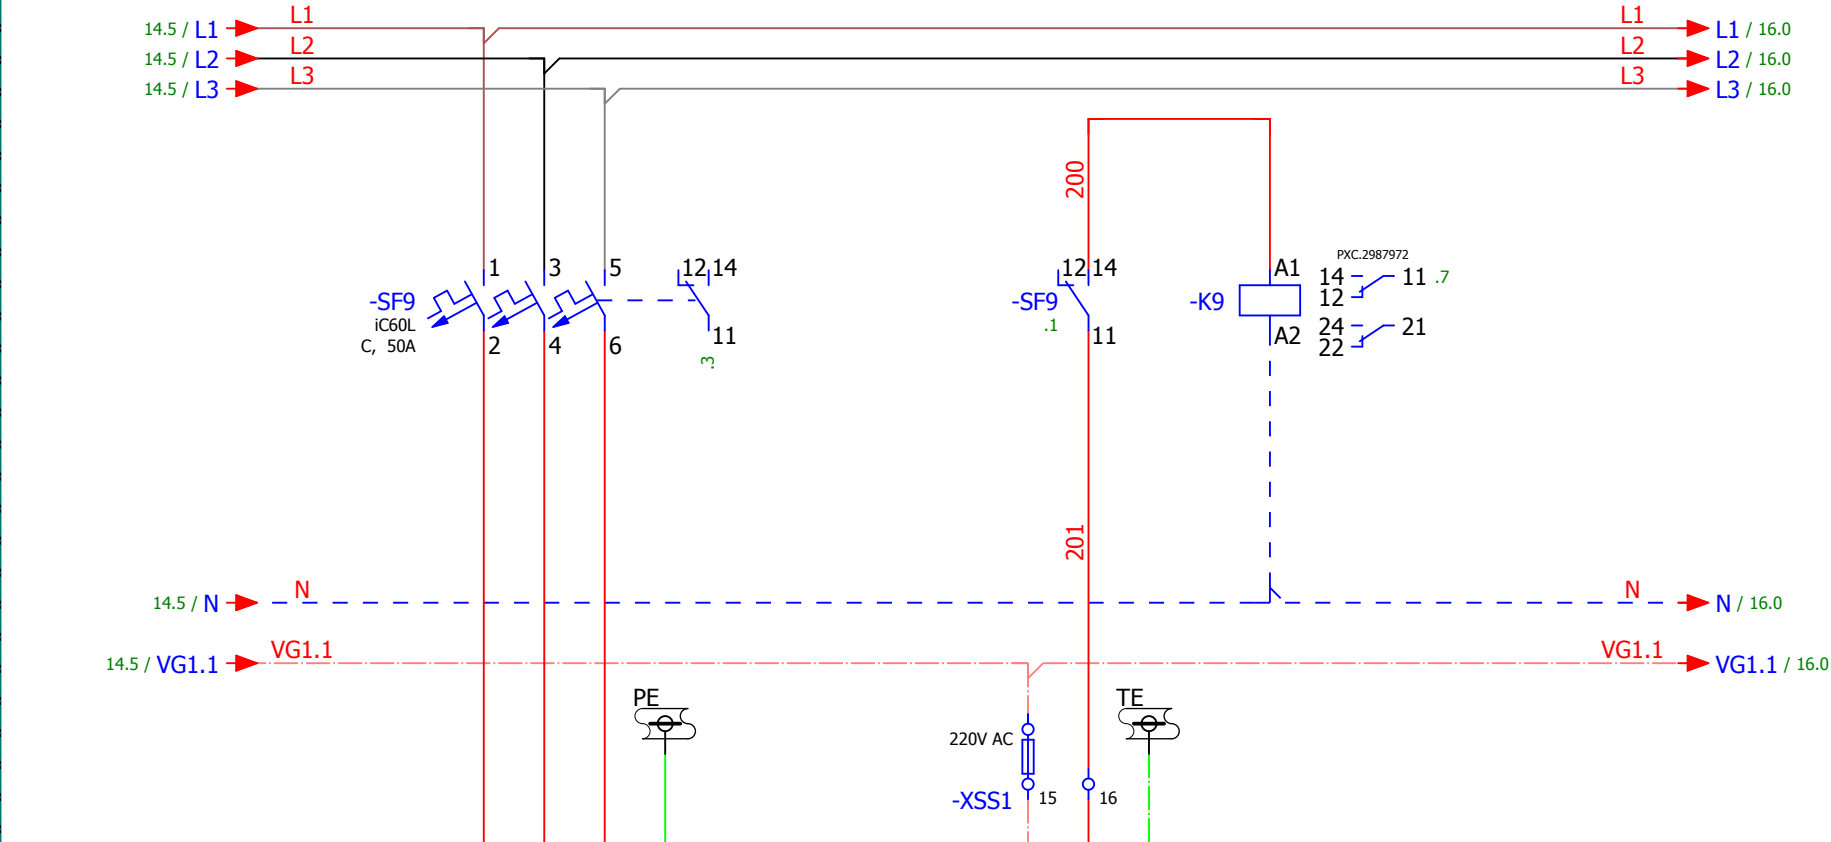 14.5 / L1 L1 L1 L1 / 16.0
14.5 / L2 L2 L2 L2 / 16.0
14.5 / L3 L3 L3 L3 / 16.0
200
PXC.2987972
1 3 5 12 14 12 14 A1 14 11 .7
-SF9 -SF9 -K9 12
iC60L .1 24 21
C, 50A 2 4 6 11 11 A2 22
.3
201
14.5 / N N N N / 16.0
14.5 / VG1.1 VG1.1 VG1.1 VG1.1 / 16.0
PE TE
220V AC
-XSS1 15 16